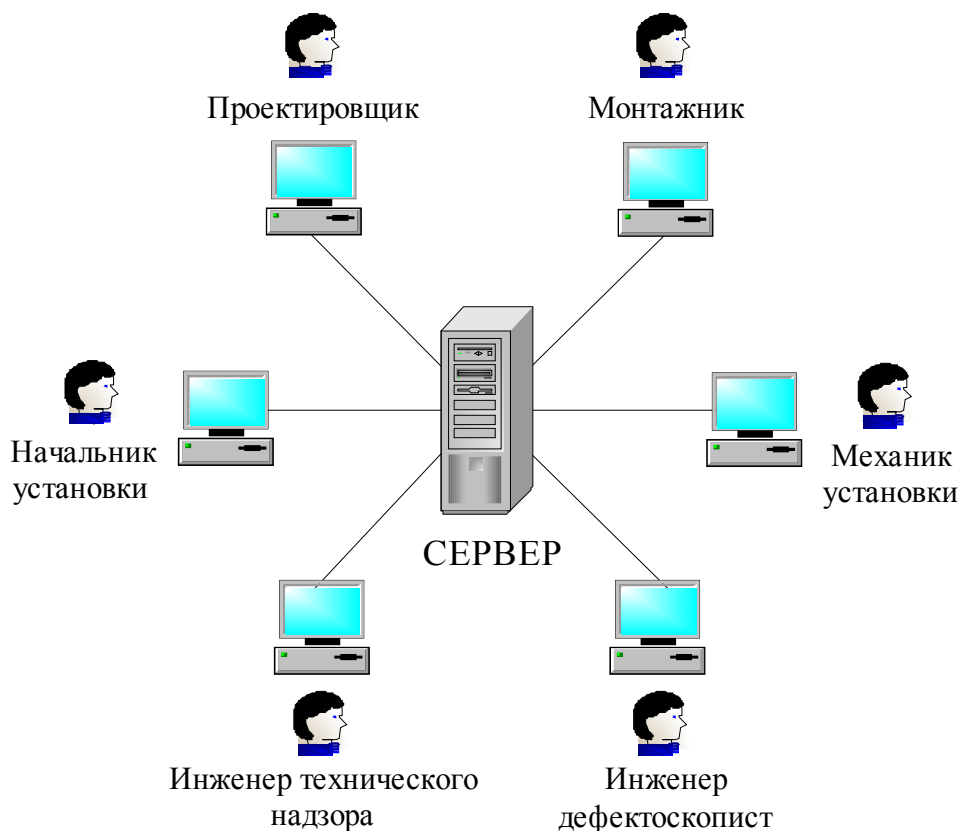 Проектировщик
Монтажник
Начальник
установки
Механик
установки
СЕРВЕР
Инженер технического
надзора
Инженер
дефектоскопист